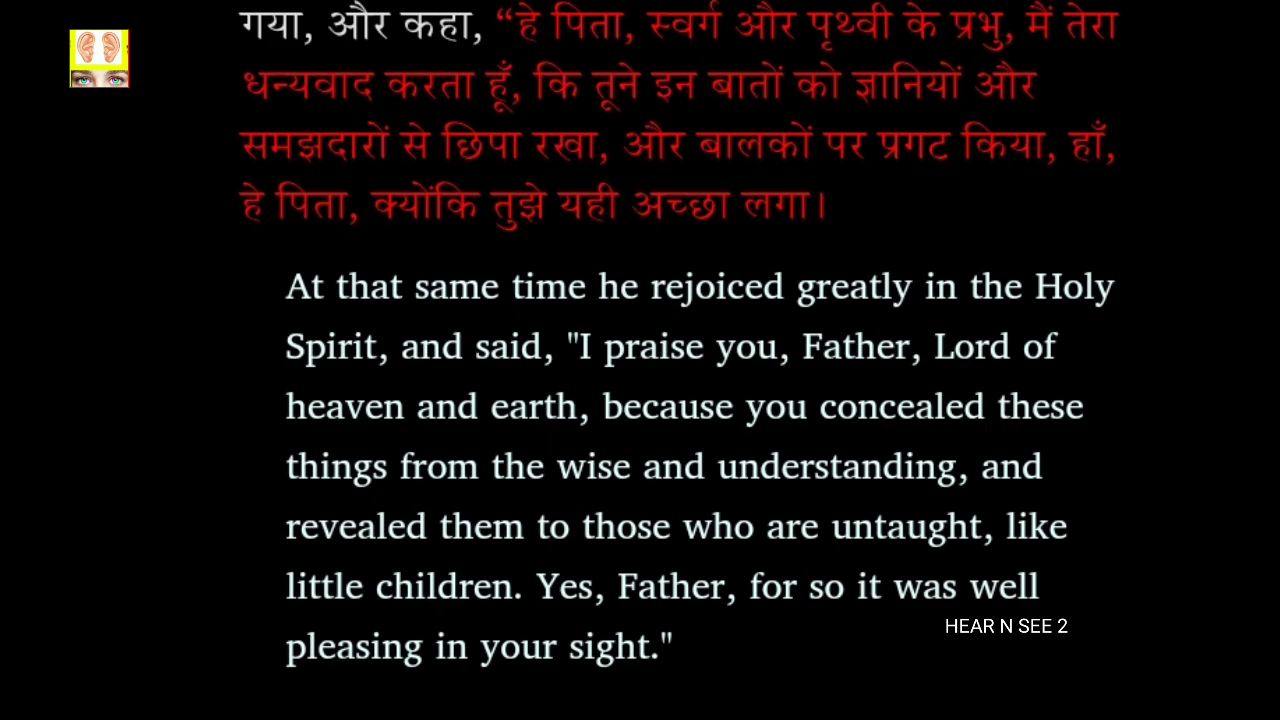 गया, और कहा, “हे पिता, स्वर्ग और पृथ्वी के प्रभु, मैं तेरा
धन्यवाद करता हूँ, कि तूने इन बातों को ज्ञानियों और
समझदारों से छिपा रखा, और बालकों पर प्रगट किया, हाँ,
हे पिता, क्योंकि तुझे यही अच्छा लगा।
At that same time he rejoiced greatly in the Holy
Spirit, and said, "I praise you, Father, Lord of
heaven and earth, because you concealed these
things from the wise and understanding, and
revealed them to those who are untaught, like
little children. Yes, Father, for so it was well
pleasing in your sight."
HEAR N SEE 2